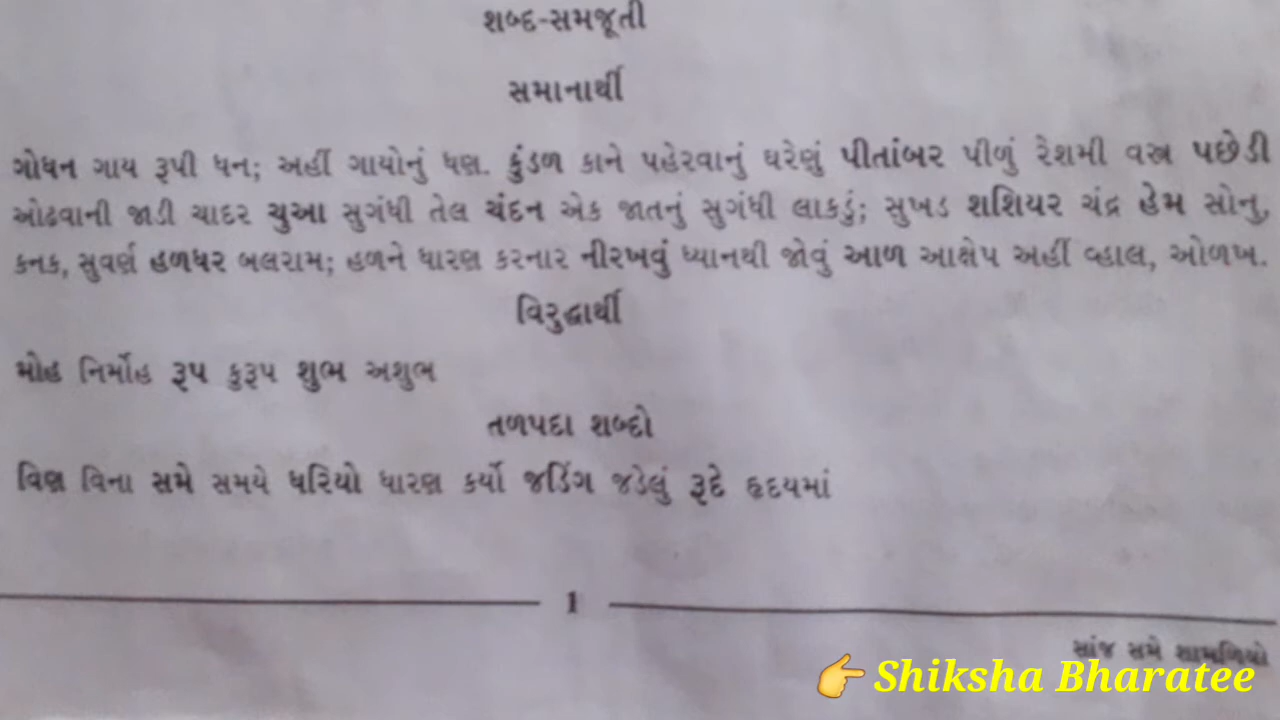 શબ્દ-સમજૂતી
સમાનાર્થી
ગોધન ગાય રૂપી ધન; અહીં ગાયોનું ધણ. કુંડળ કાને પહેરવાનું ઘરેણું પીતાંબર પીળું રેશમી વસ્ત્ર પછેડી
ઓઢવાની જાડી ચાદર ચુઆ સુગંધી તેલ ચંદન એક જાતનું સુગંધી લાકડું; સુખડ શશિયર ચંદ્ર હેમ સોનુ,
કનક, સુવર્ણ હળધર બલરામ; હળને ધારણ કરનાર નીરખવું ધ્યાનથી જોવું આળ આક્ષેપ અહીં વ્હાલ, ઓળખ.
વિરુદ્ધાર્થી
મોહ નિર્મોહ રૂપ કુરૂપ શુભ અશુભ
તળપદા શબ્દો
વિણ વિના સમે સમયે ધરિયો ધારણ કર્યો જડિંગ જડેલું રૂદે હૃદયમાં
1
સાંજ સમે શામળિયો
👉 Shiksha Bharatee